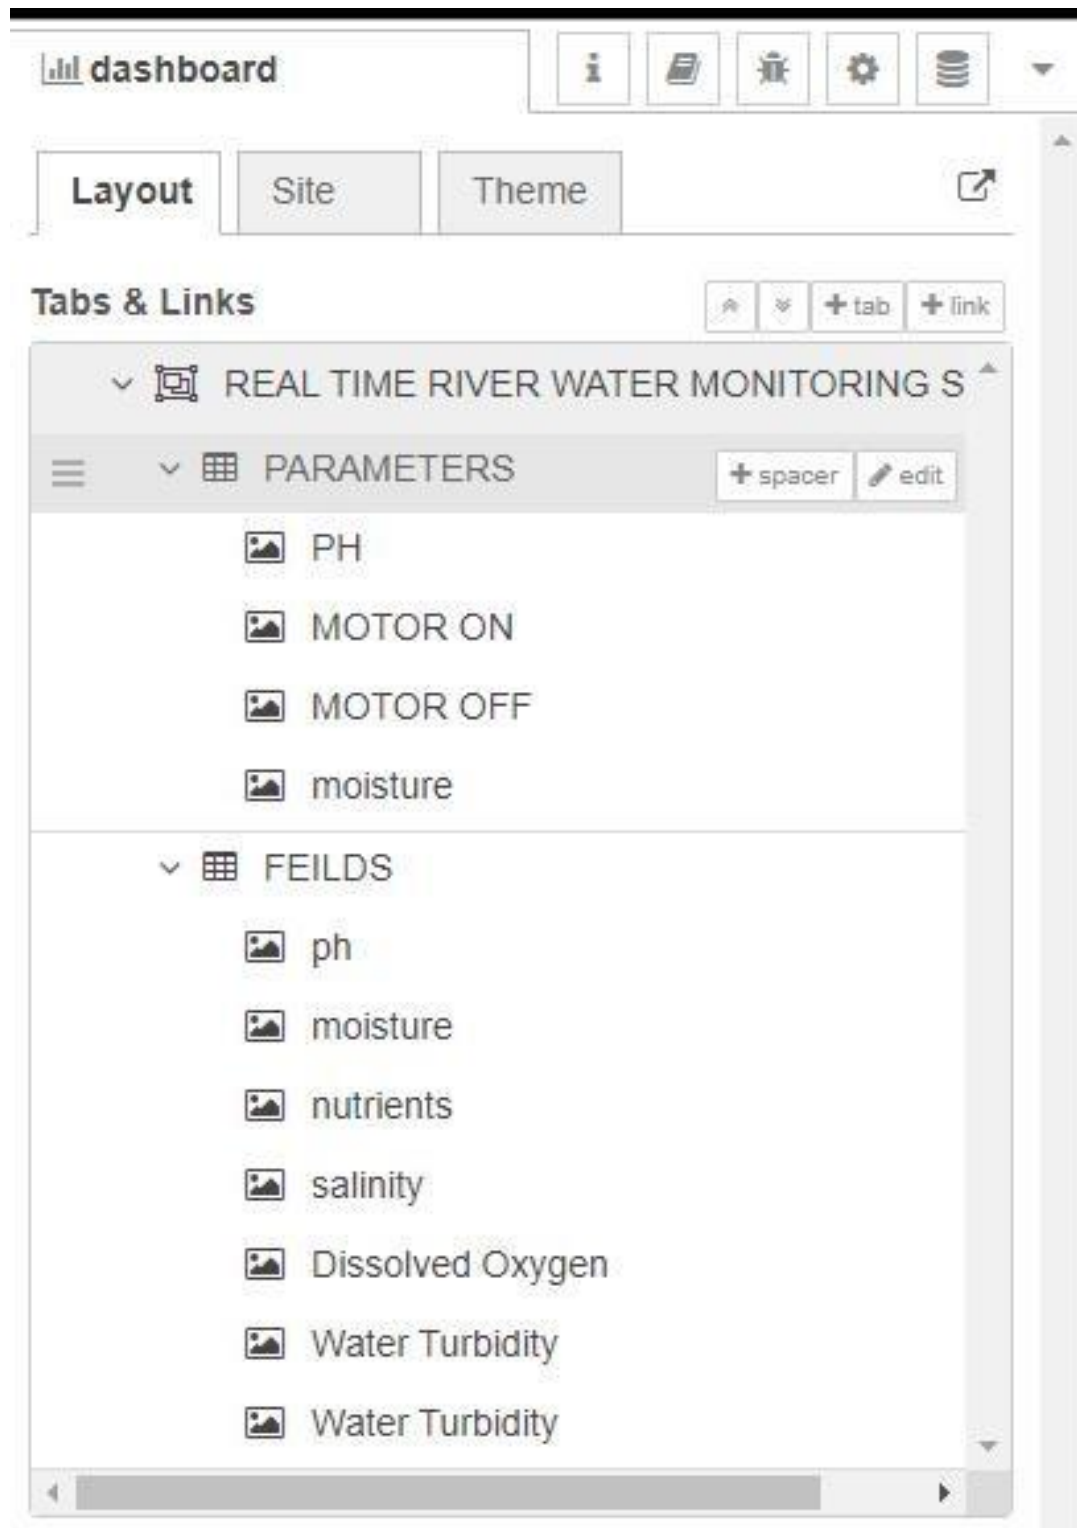 dashboard
Layout Site Theme
Tabs & Links + tab + link
REAL TIME RIVER WATER MONITORING S
PARAMETERS + spacer edit
PH
MOTOR ON
MOTOR OFF
moisture
FEILDS
ph
moisture
nutrients
salinity
Dissolved Oxygen
Water Turbidity
Water Turbidity